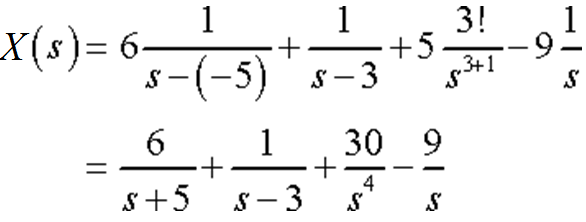 X(s) = 6 1/(s-(-5)) + 1/(s-3) + 5 3!/s^(3+1) - 9 1/s
= 6/(s+5) + 1/(s-3) + 30/s^4 - 9/s